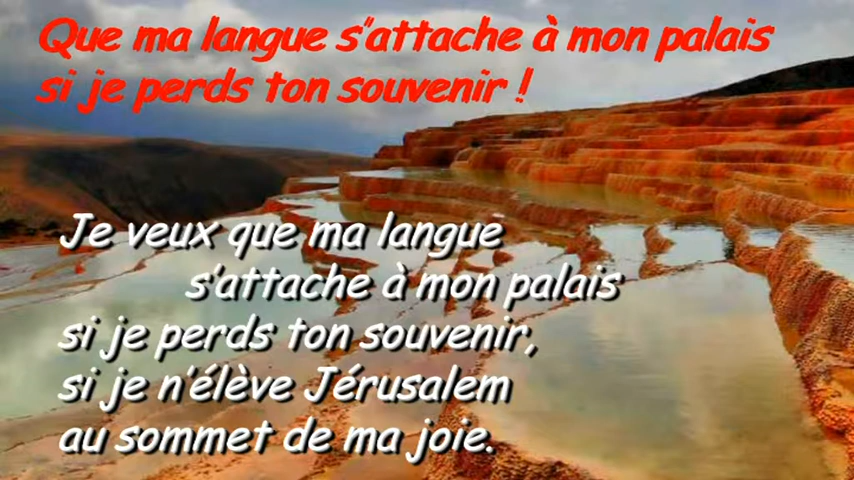 Que ma langue s'attache à mon palais
si je perds ton souvenir !
Je veux que ma langue
s'attache à mon palais
si je perds ton souvenir,
si je n'élève Jérusalem
au sommet de ma joie.